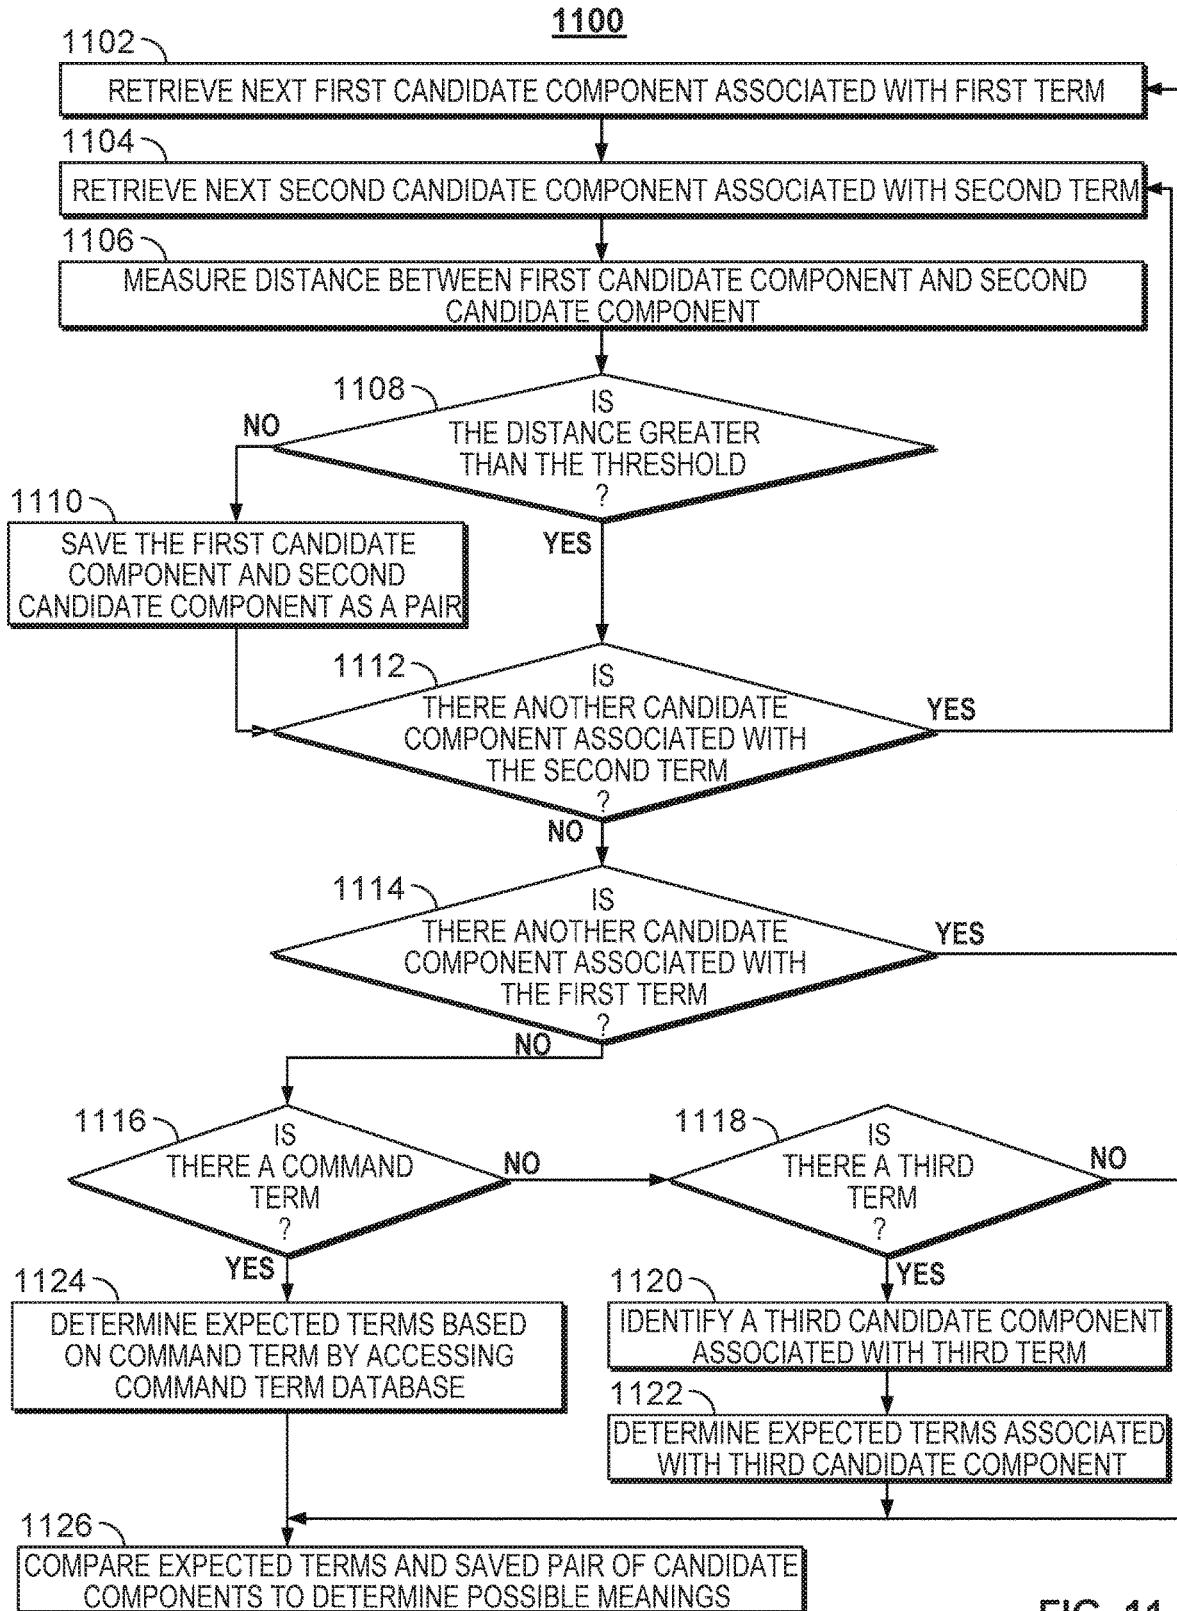 1100
1102
RETRIEVE NEXT FIRST CANDIDATE COMPONENT ASSOCIATED WITH FIRST TERM
1104
RETRIEVE NEXT SECOND CANDIDATE COMPONENT ASSOCIATED WITH SECOND TERM
1106
MEASURE DISTANCE BETWEEN FIRST CANDIDATE COMPONENT AND SECOND
CANDIDATE COMPONENT
1108
IS
THE DISTANCE GREATER
THAN THE THRESHOLD
?
NO
YES
1110
SAVE THE FIRST CANDIDATE
COMPONENT AND SECOND
CANDIDATE COMPONENT AS A PAIR
1112
IS
THERE ANOTHER CANDIDATE
COMPONENT ASSOCIATED WITH
THE SECOND TERM
?
YES
NO
1114
IS
THERE ANOTHER CANDIDATE
COMPONENT ASSOCIATED WITH
THE FIRST TERM
?
YES
NO
1116
IS
THERE A COMMAND
TERM
?
NO
YES
1118
IS
THERE A THIRD
TERM
?
NO
YES
1124
DETERMINE EXPECTED TERMS BASED
ON COMMAND TERM BY ACCESSING
COMMAND TERM DATABASE
1120
IDENTIFY A THIRD CANDIDATE COMPONENT
ASSOCIATED WITH THIRD TERM
1122
DETERMINE EXPECTED TERMS ASSOCIATED
WITH THIRD CANDIDATE COMPONENT
1126
COMPARE EXPECTED TERMS AND SAVED PAIR OF CANDIDATE
COMPONENTS TO DETERMINE POSSIBLE MEANINGS
FIG. 11